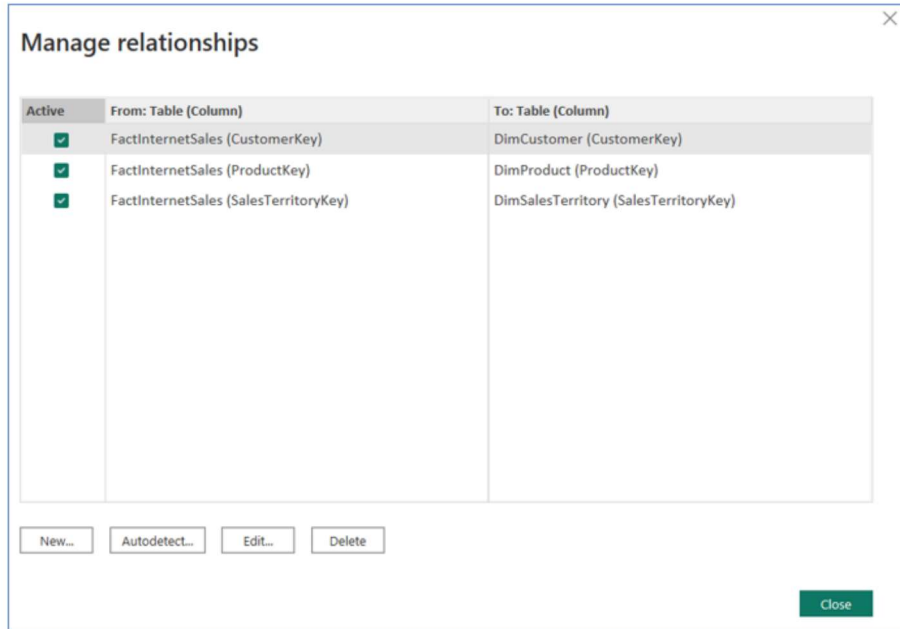 Manage relationships
Active From: Table (Column) To: Table (Column)
FactInternetSales (CustomerKey) DimCustomer (CustomerKey)
FactInternetSales (ProductKey) DimProduct (ProductKey)
FactInternetSales (SalesTerritoryKey) DimSalesTerritory (SalesTerritoryKey)
New... Autodetect... Edit... Delete
Close